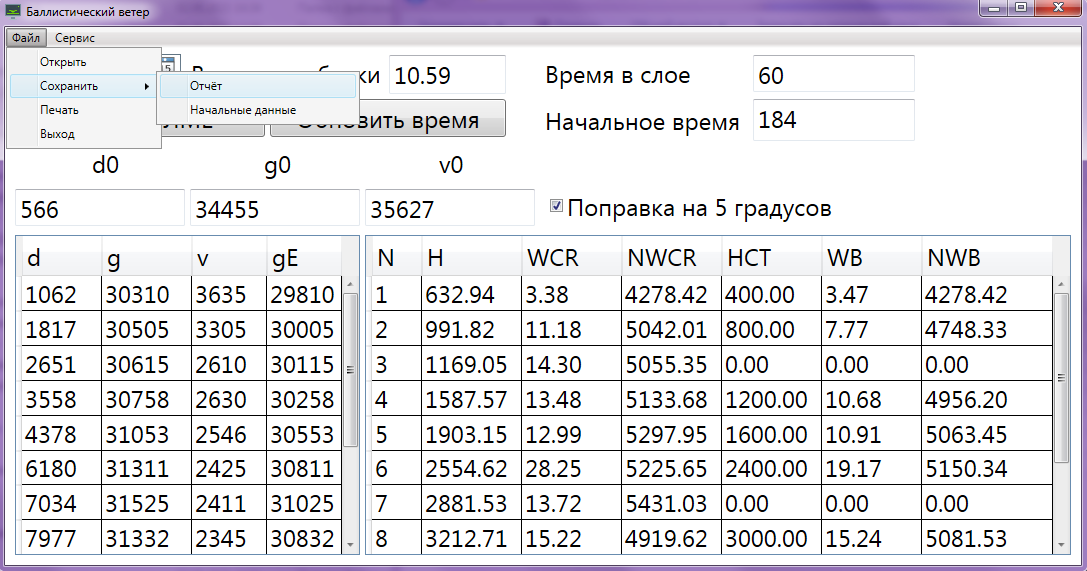 Баллистический ветер
Файл Сервис
Открыть
Сохранить
Печать
Выход
Отчёт
Начальные данные
10.59 Время в слое 60
время Начальное время 184
d0 g0 v0
566 34455 35627 Поправка на 5 градусов
d g v gE
1062 30310 3635 29810
1817 30505 3305 30005
2651 30615 2610 30115
3558 30758 2630 30258
4378 31053 2546 30553
6180 31311 2425 30811
7034 31525 2411 31025
7977 31332 2345 30832
N H WCR NWCR HCT WB NWB
1 632.94 3.38 4278.42 400.00 3.47 4278.42
2 991.82 11.18 5042.01 800.00 7.77 4748.33
3 1169.05 14.30 5055.35 0.00 0.00 0.00
4 1587.57 13.48 5133.68 1200.00 10.68 4956.20
5 1903.15 12.99 5297.95 1600.00 10.91 5063.45
6 2554.62 28.25 5225.65 2400.00 19.17 5150.34
7 2881.53 13.72 5431.03 0.00 0.00 0.00
8 3212.71 15.22 4919.62 3000.00 15.24 5081.53